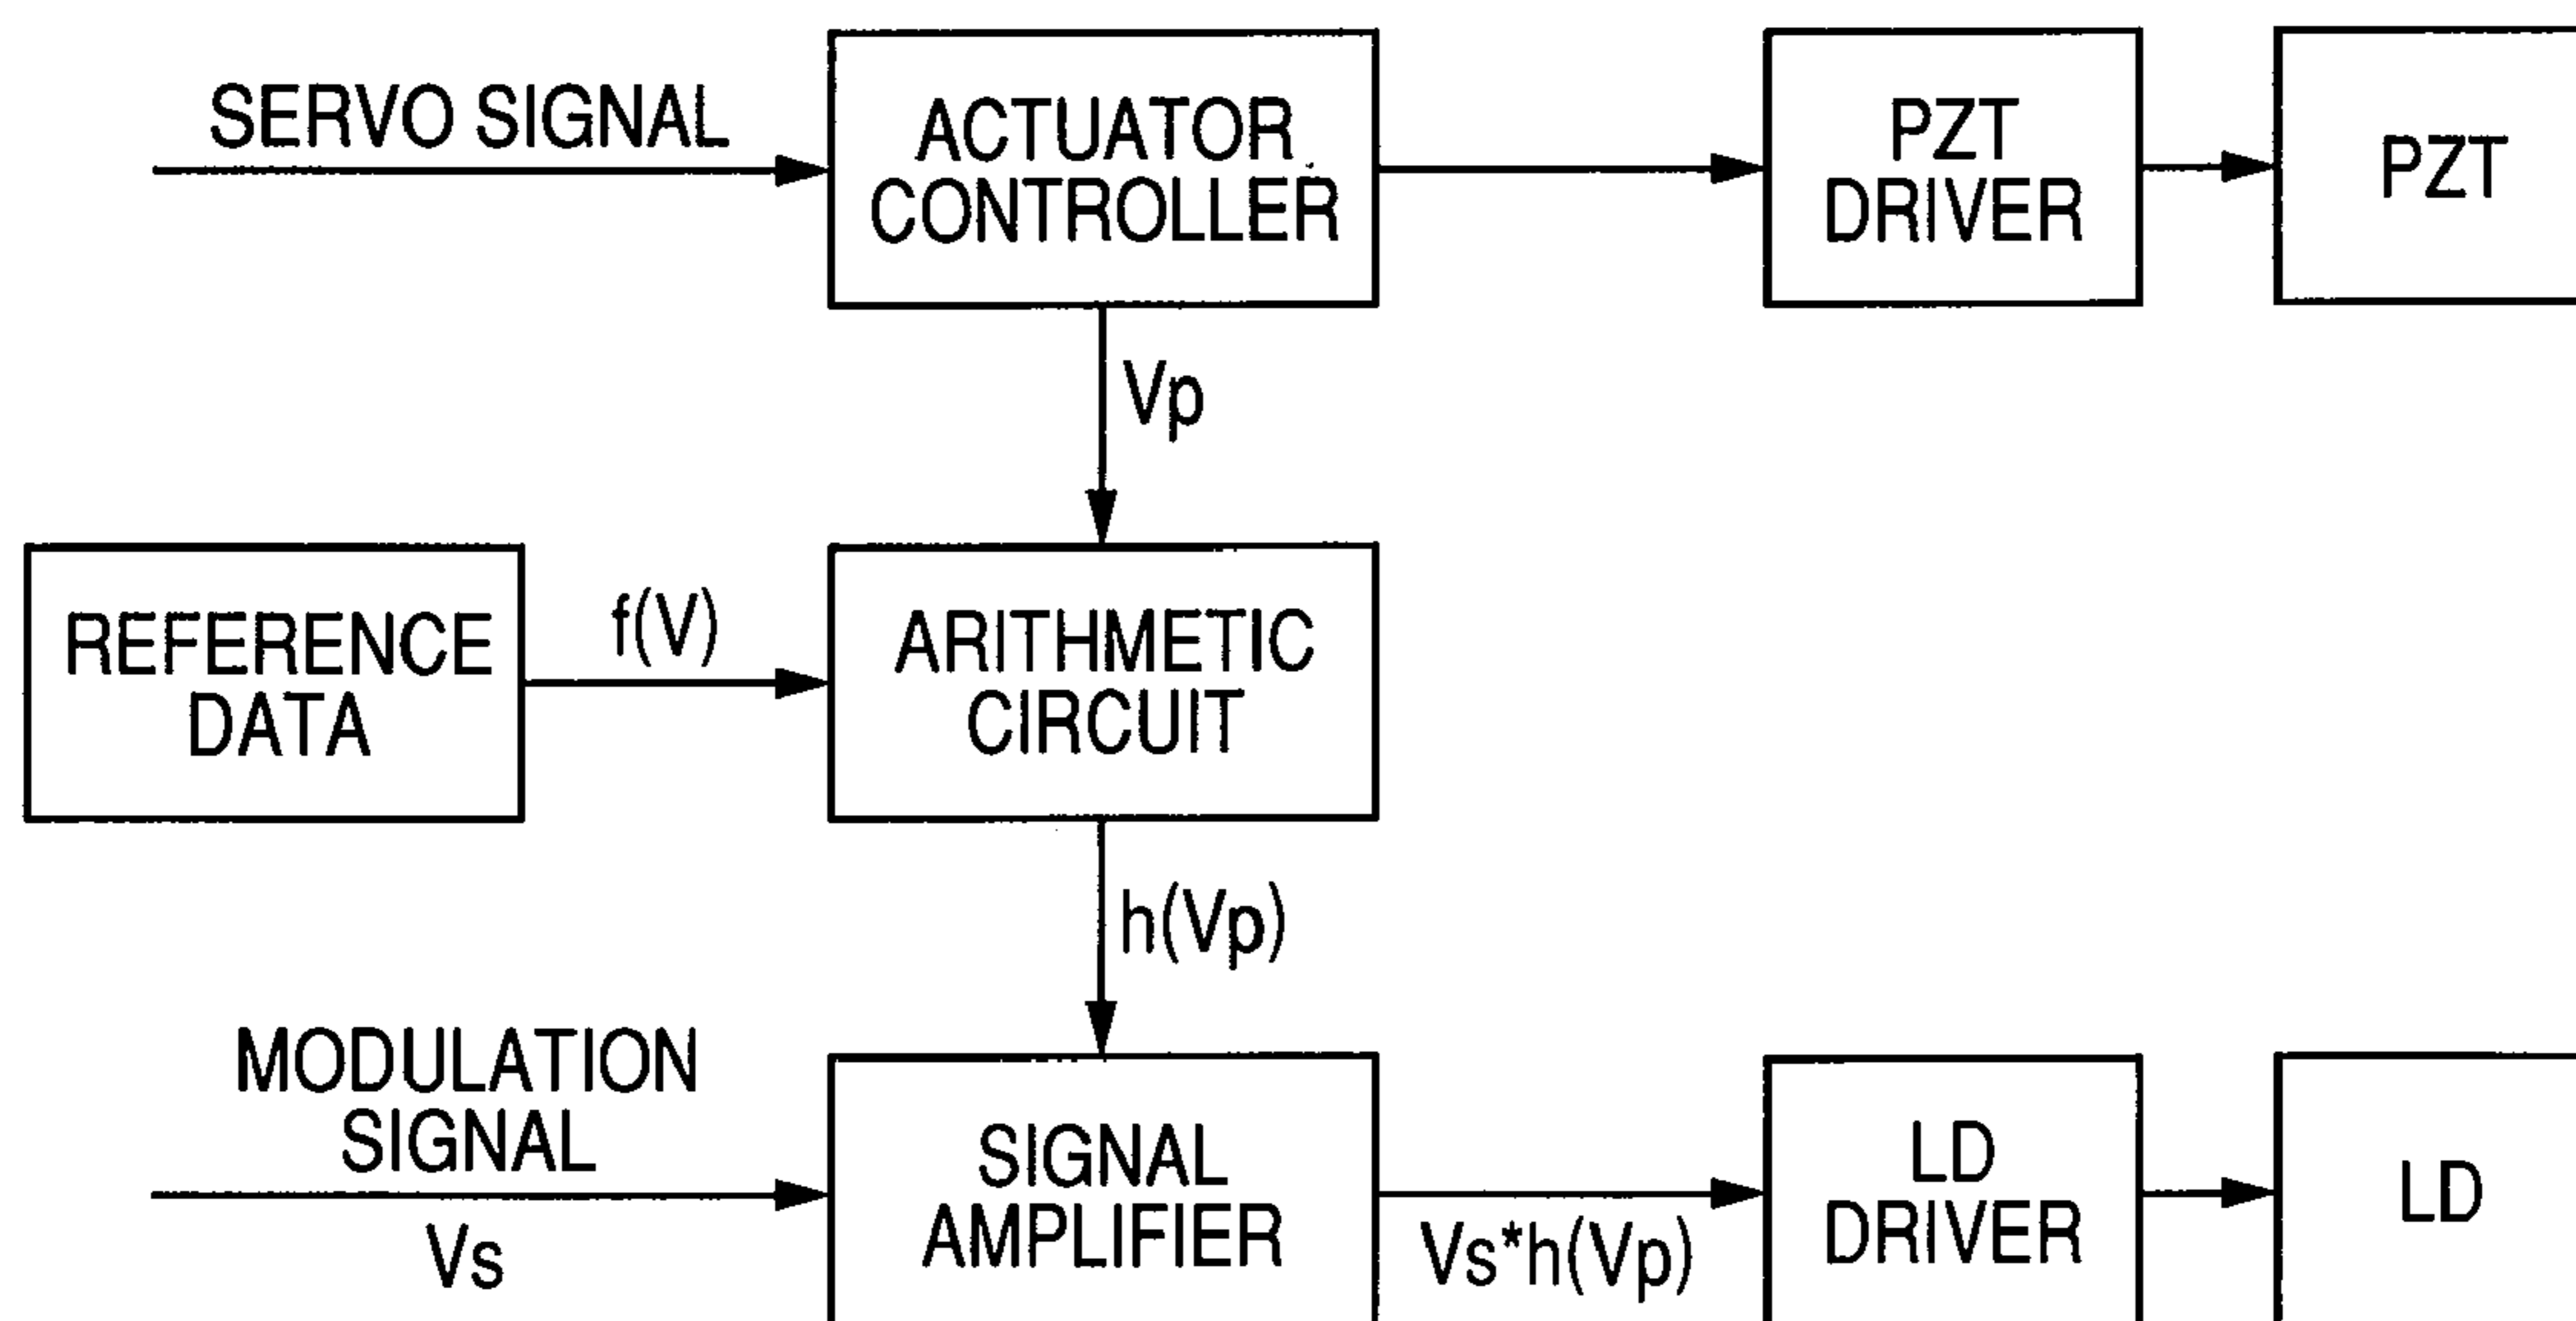 SERVO SIGNAL
ACTUATOR
CONTROLLER
PZT
DRIVER
PZT
Vp
REFERENCE
DATA
f(V)
ARITHMETIC
CIRCUIT
h(Vp)
MODULATION
SIGNAL
Vs
SIGNAL
AMPLIFIER
Vs*h(Vp)
LD
DRIVER
LD